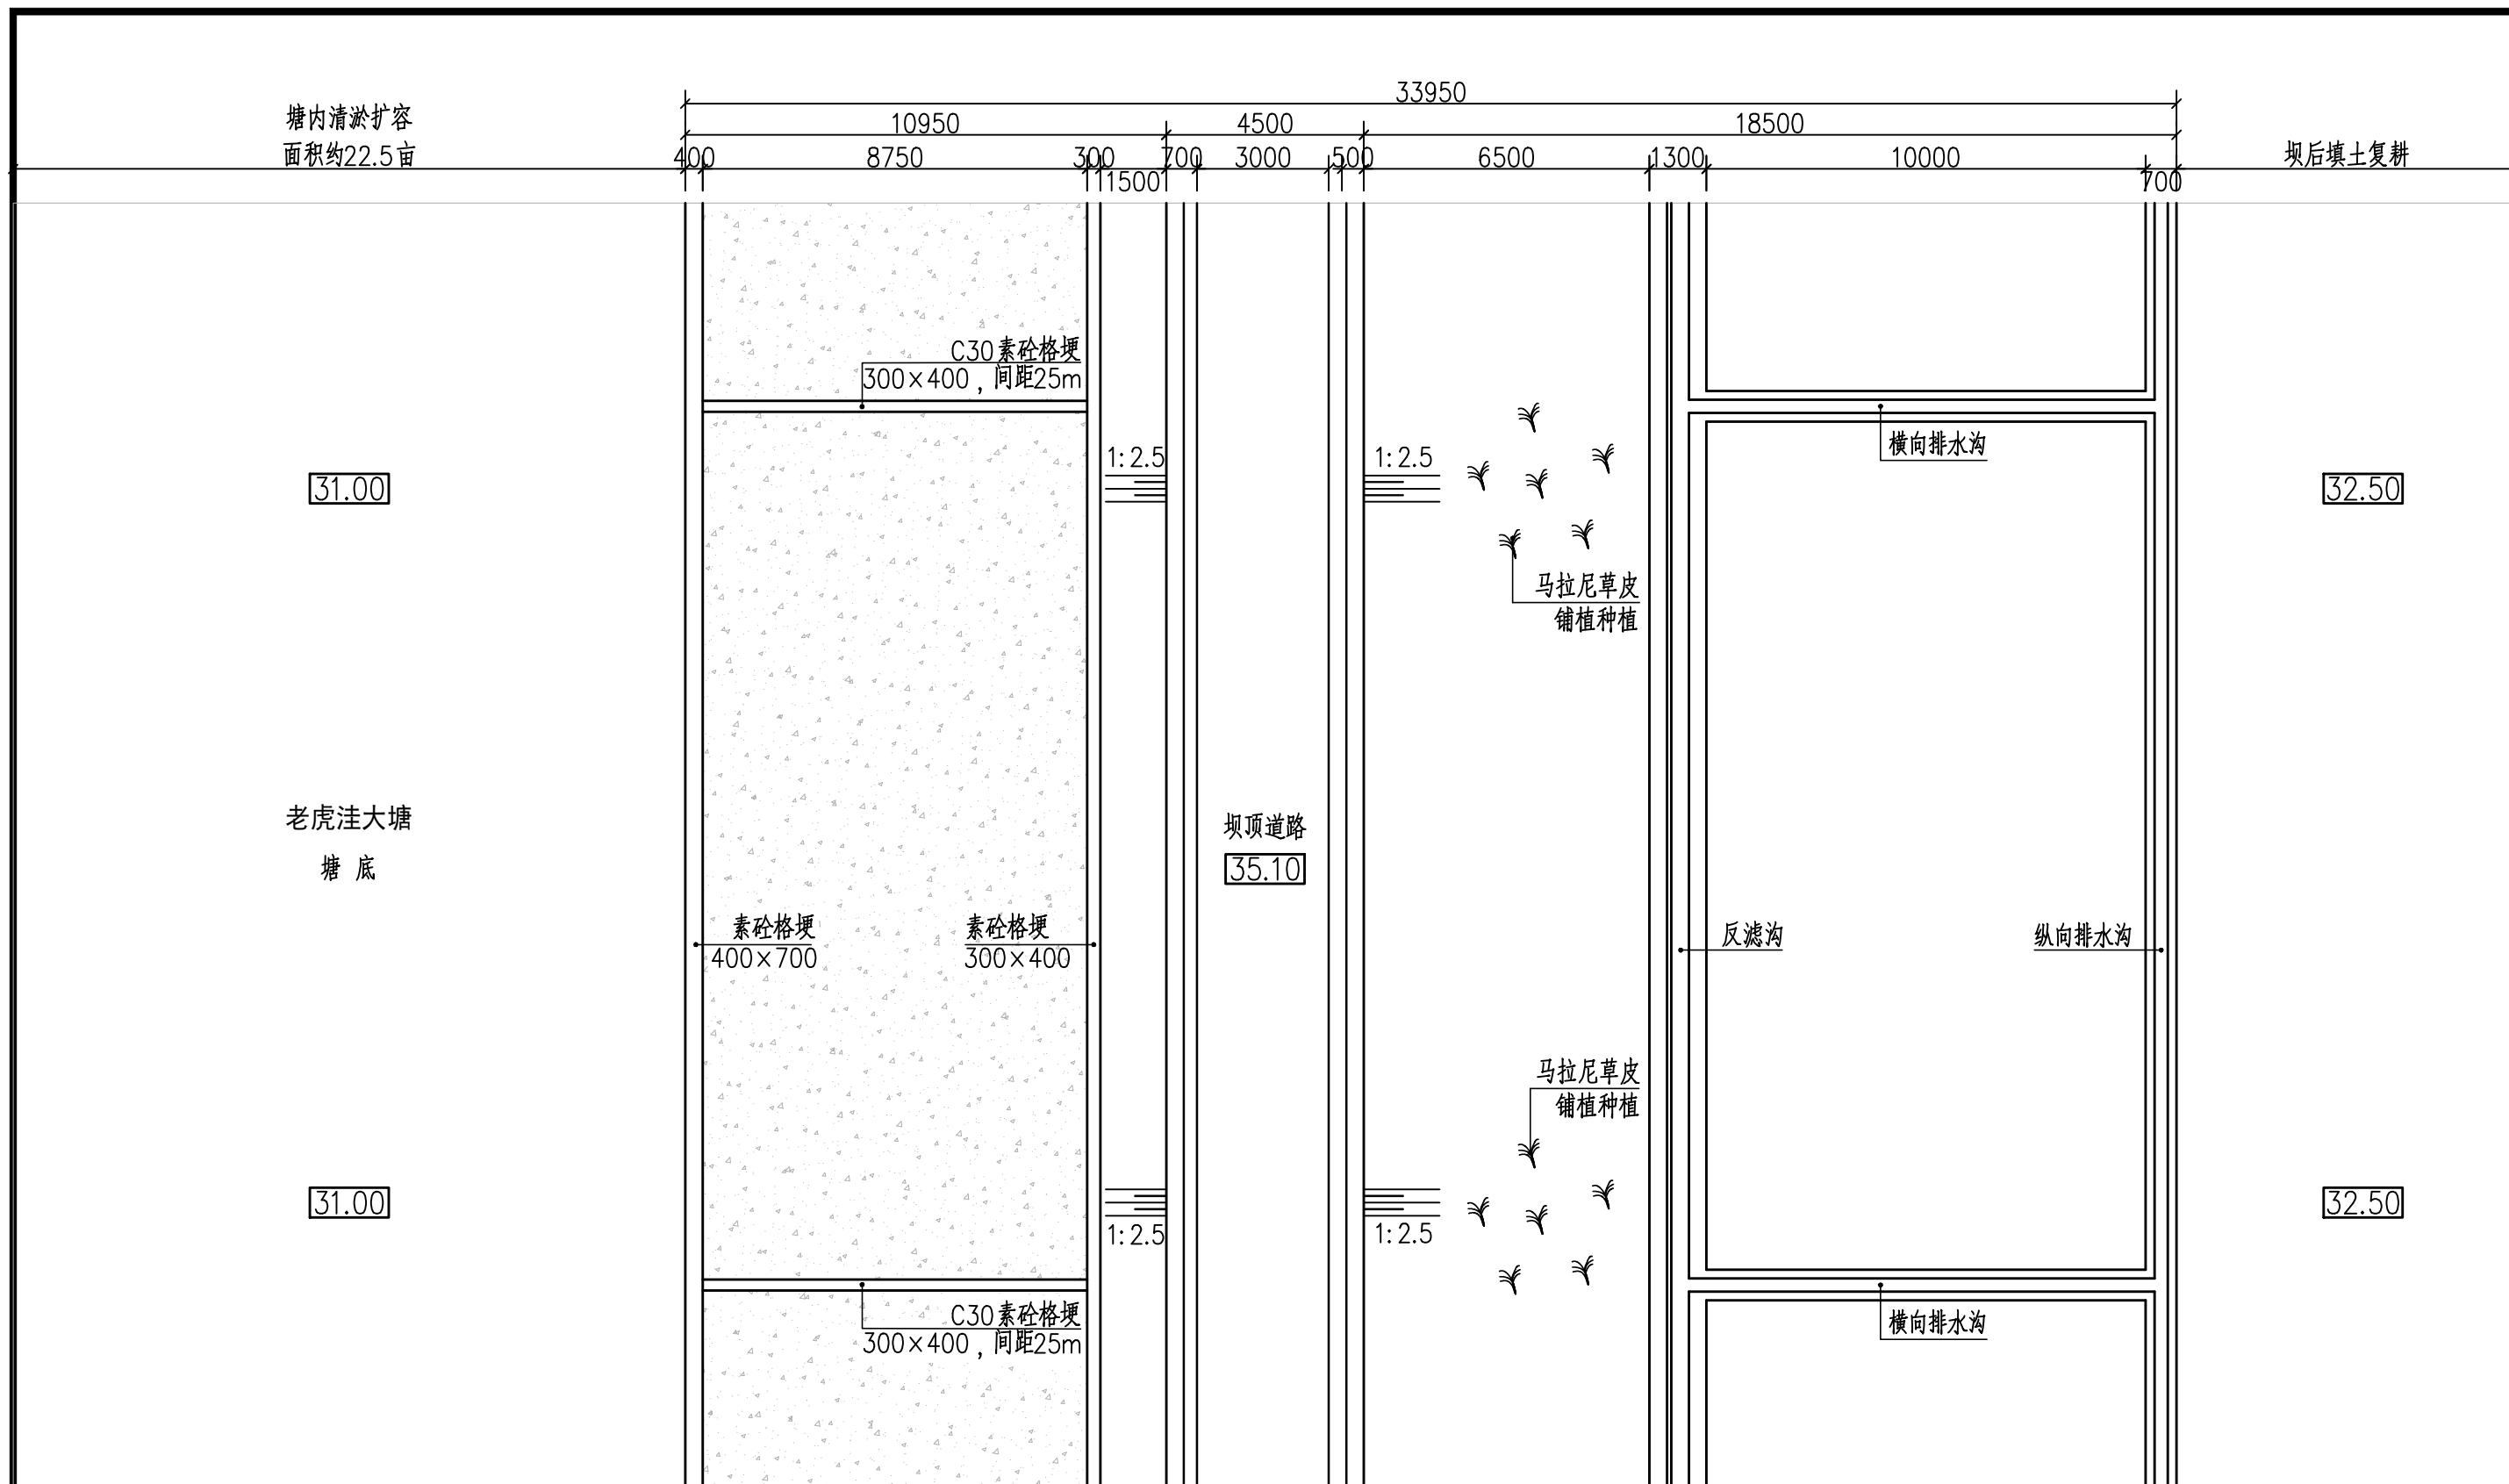 33950
塘内清淤扩容
10950
4500
18500
面积约22.5亩
400
8750
300
700
3000
500
6500
1300
10000
坝后填土复耕
1500
700
C30素砼格埂
300×400，间距25m
横向排水沟
1:2.5
1:2.5
31.00
32.50
马拉尼草皮
铺植种植
老虎洼大塘
坝顶道路
塘 底
35.10
素砼格埂
400×700
素砼格埂
300×400
反滤沟
纵向排水沟
马拉尼草皮
铺植种植
31.00
32.50
1:2.5
1:2.5
C30素砼格埂
300×400，间距25m
横向排水沟